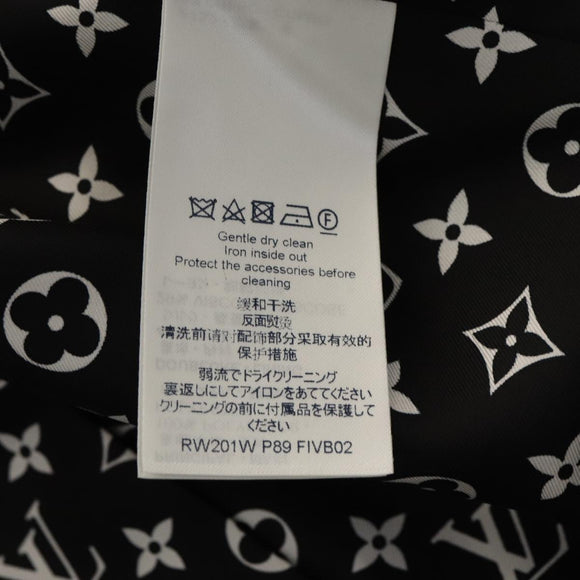 Gentle dry clean
Iron inside out
Protect the accessories before
cleaning
缓和干洗
反面熨烫
清洗前请对配饰部分采取有效的
保护措施
弱流でドライクリーニング
裏返しにしてアイロンをあててください
クリーニングの前に付属品を保護して
ください
RW201W P89 FIVB02